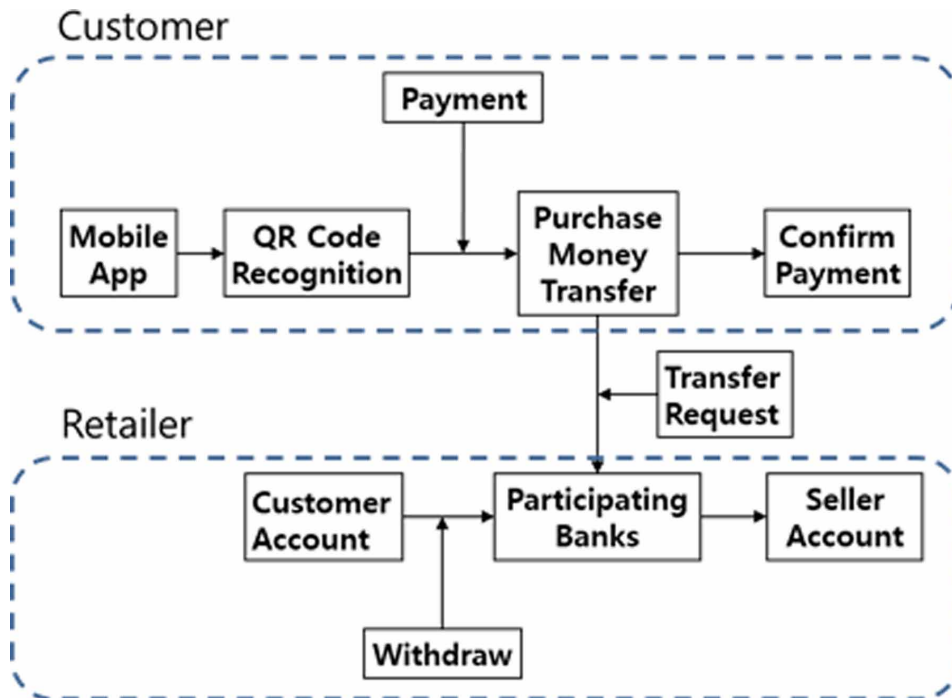 Customer
Payment
Mobile
App
QR Code
Recognition
Purchase
Money
Transfer
Confirm
Payment
Transfer
Request
Retailer
Customer
Account
Participating
Banks
Seller
Account
Withdraw